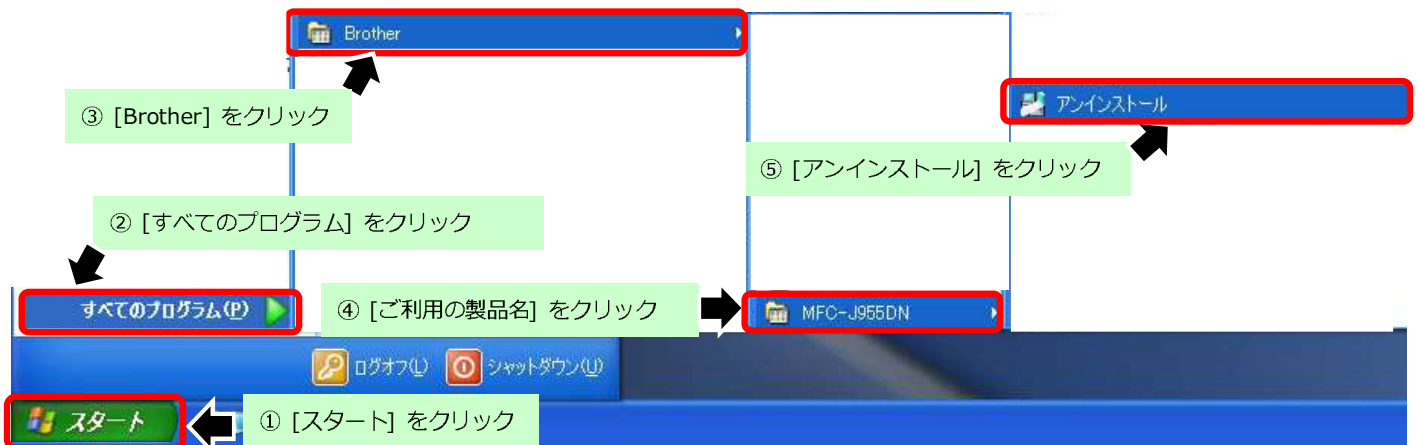 Brother
③ [Brother] をクリック
アンインストール
⑤ [アンインストール] をクリック
② [すべてのプログラム] をクリック
すべてのプログラム(P)
④ [ご利用の製品名] をクリック
MFC-J955DN
ログオフ(L)
シャットダウン(U)
スタート
① [スタート] をクリック